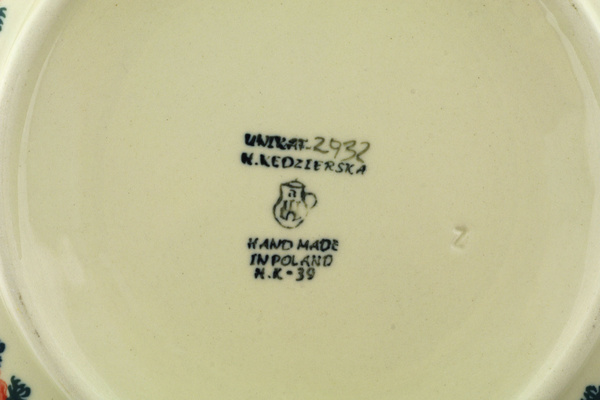 UNIKAT-2932
K.KEDZIERSKA
HAND MADE
IN POLAND
K.K-39
Z